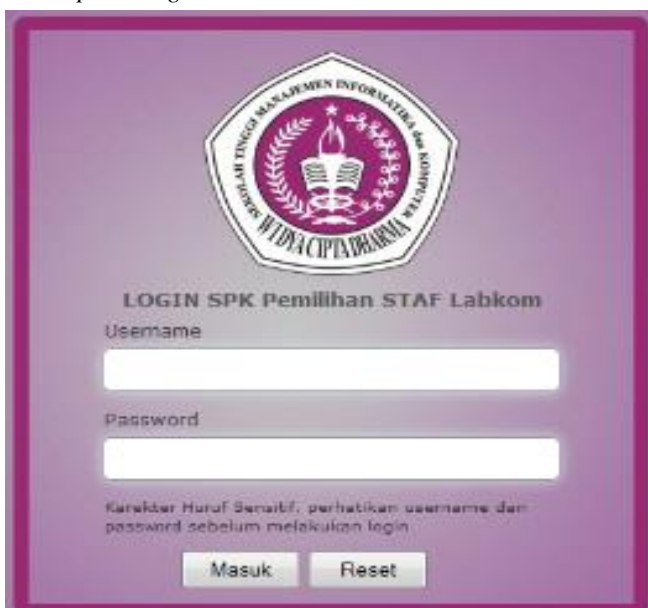 SEKOLAH TINGGI MANAJEMEN INFORMATIKA dan KOMPUTER
WIDYA CIPTA DHARMA
LOGIN SPK Pemilihan STAF Labkom
Username
Password
Karakter Huruf Sensitif, perhatikan username dan
password sebelum melakukan login
Masuk
Reset